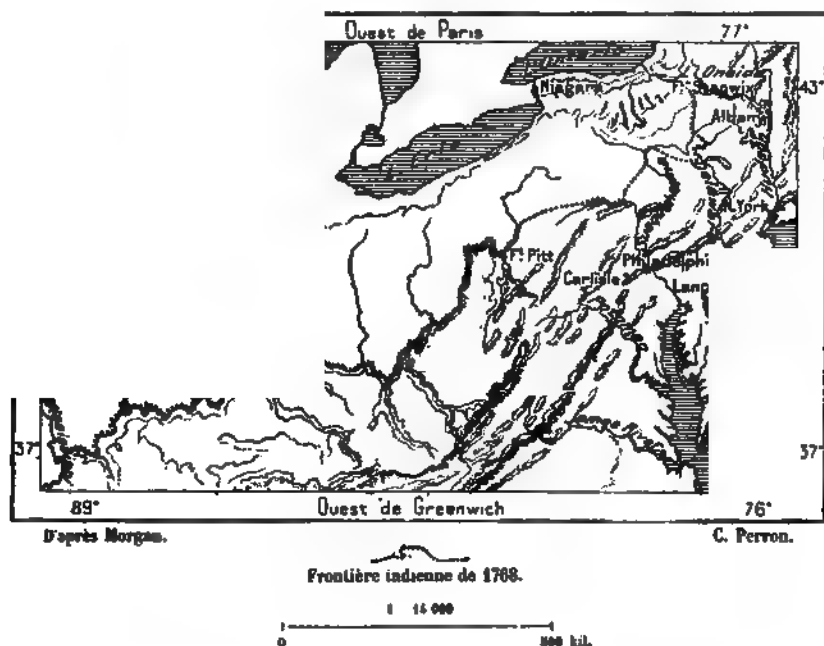 Ouest de Paris
77°
Oneida
Niagara
43°
Albany
N. York
Ft. Pitt
Philadelphi
Carlisle
Lanc
37°
37°
89°
Ouest de Greenwich
76°
D'après Morgan.
C. Perron.
Frontière indienne de 1768.
0
kil.